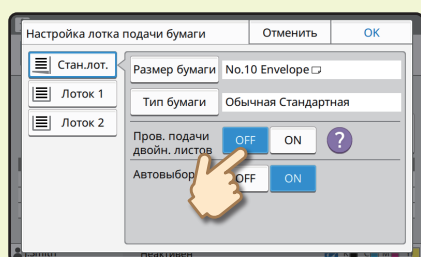 Настройка лотка подачи бумаги
Отменить
OK
Стан.лот.
Размер бумаги
No.10 Envelope
Лоток 1
Тип бумаги
Обычная Стандартная
Лоток 2
Пров. подачи
двойн. листов
OFF
ON
?
Автовыбор
OFF
ON